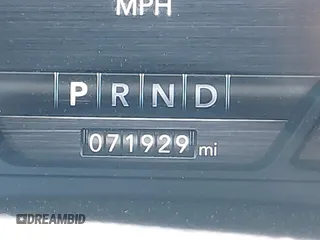 MPH
P R N D
071929 mi
DREAMBID